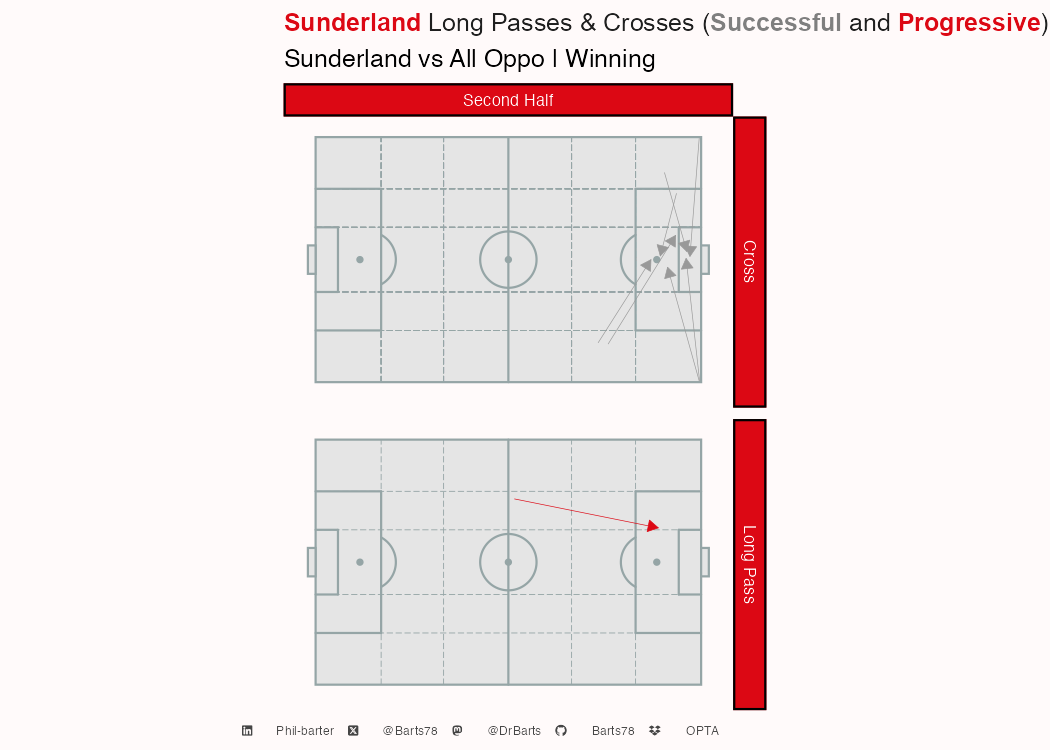 Sunderland Long Passes & Crosses (Successful and Progressive)
Sunderland vs All Oppo | Winning
Second Half
Cross
Long Pass
Phil-barter @Barts78 @DrBarts Barts78 OPTA